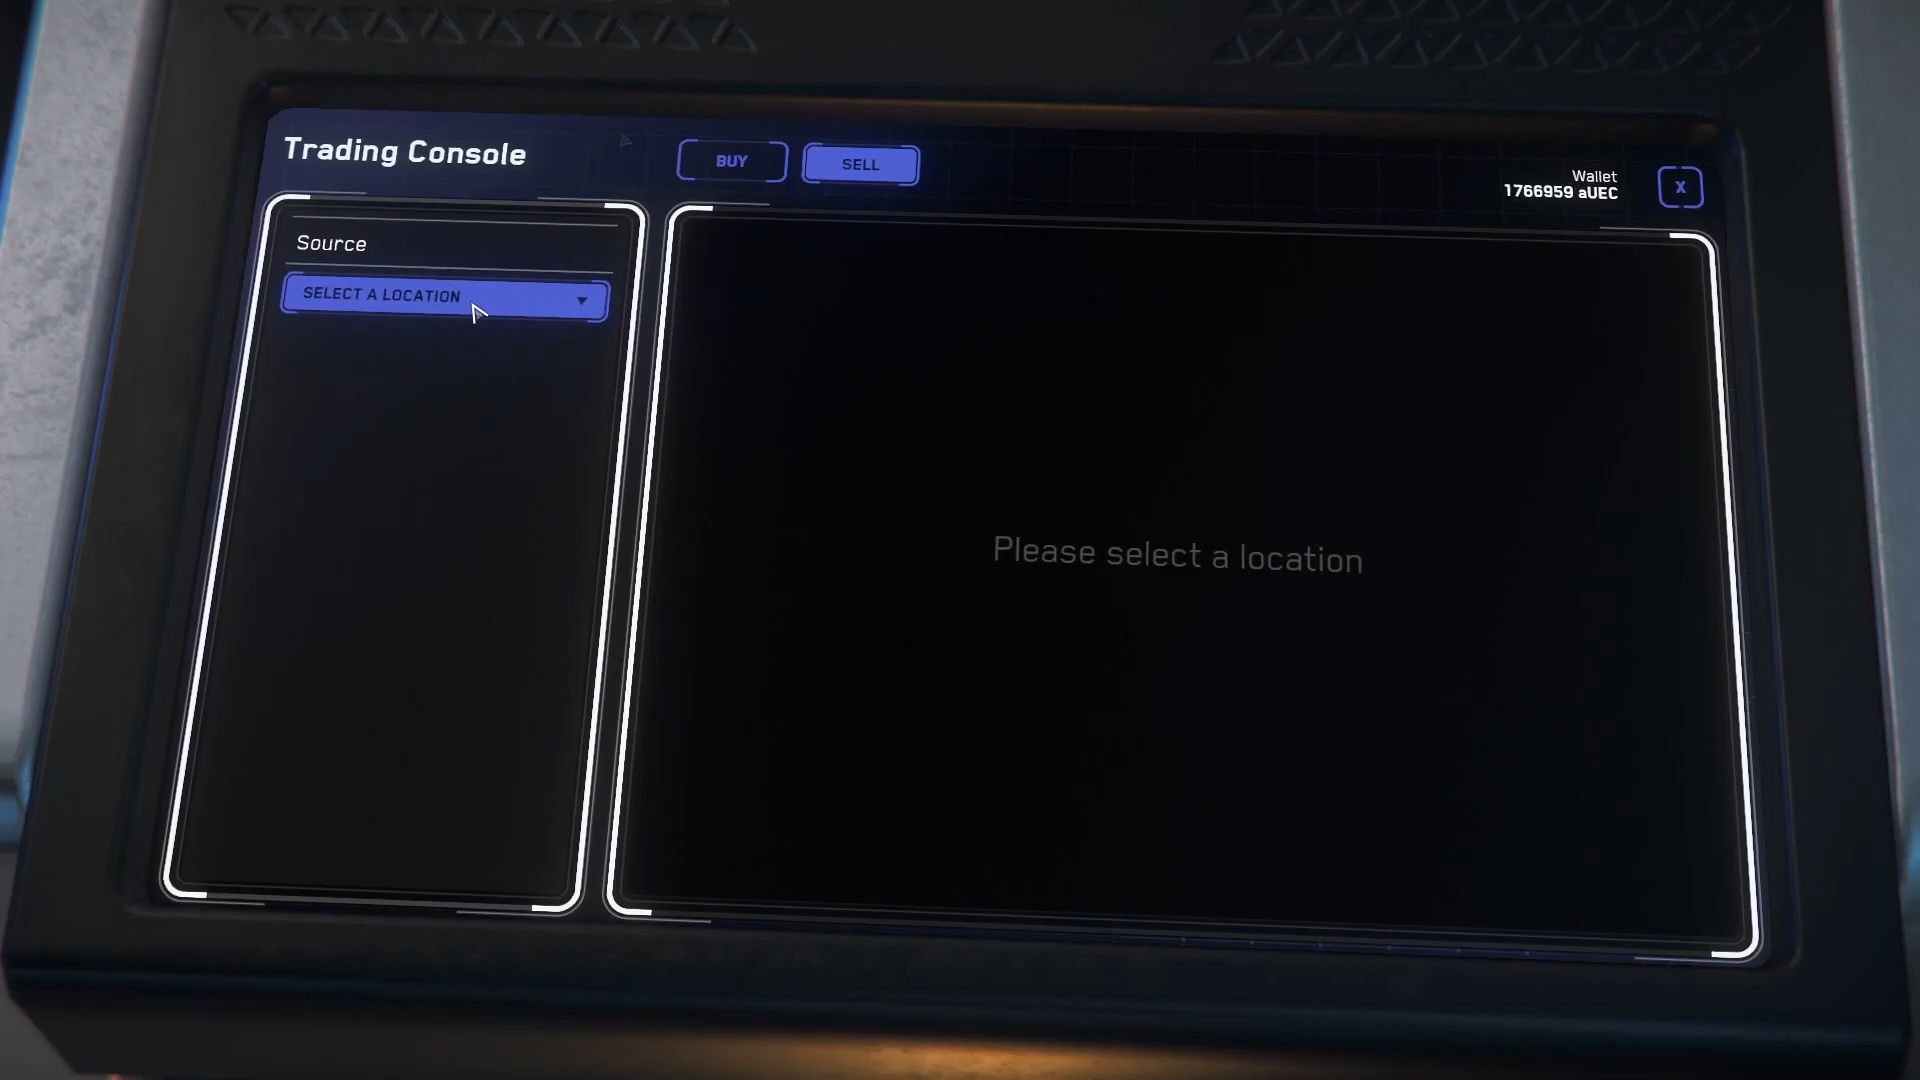 Trading Console
BUY
SELL
Wallet
1766959 aUEC
X
Source
SELECT A LOCATION
Please select a location